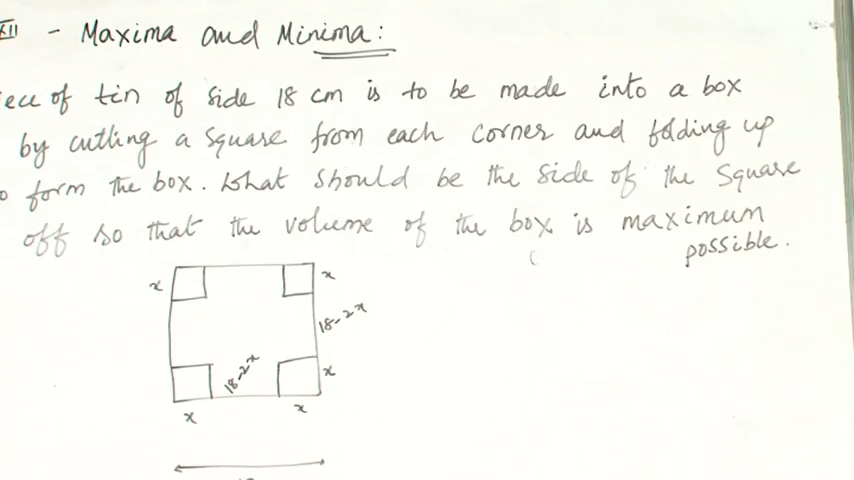 XII - Maxima and Minima:
of tin of side 18 cm is to be made into a box
by cutting a square from each corner and folding up
form the box. What should be the side of the square
off so that the volume of the box is maximum
possible.
x
x
18-2x
18-2x
x
x
x